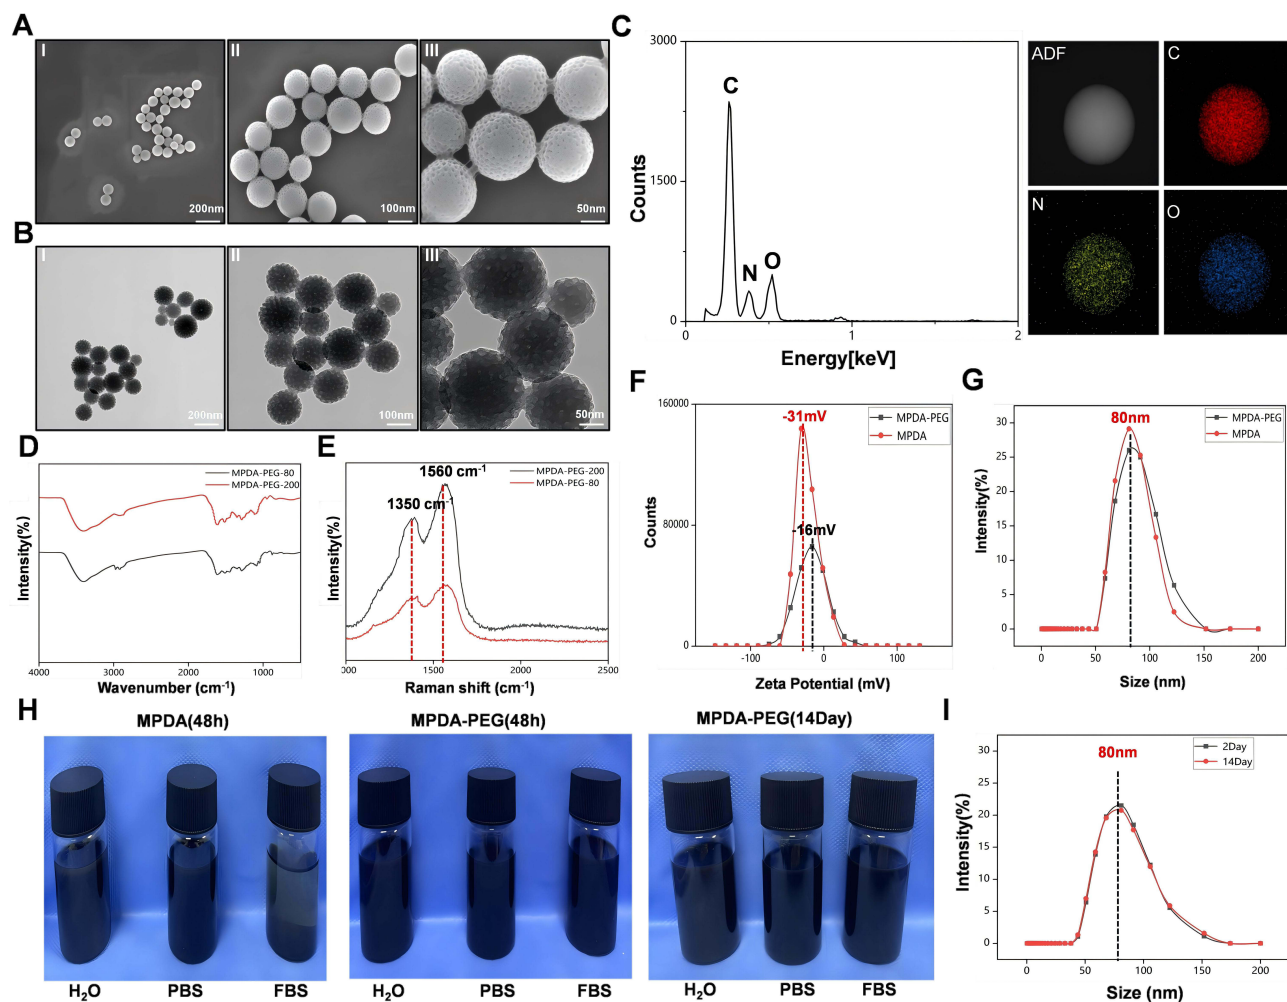 A
I
200nm
II
100nm
III
50nm
B
I
200nm
II
100nm
III
50nm
C
3000
1500
0
Counts
C
N
O
1
2
Energy[keV]
ADF
C
N
O
D
MPDA-PEG-80
MPDA-PEG-200
Intensity(%)
4000
3000
2000
1000
Wavenumber (cm⁻¹)
E
1560 cm⁻¹
1350 cm⁻¹
MPDA-PEG-200
MPDA-PEG-80
Intensity(%)
1500
2000
2500
Raman shift (cm⁻¹)
F
160000
80000
0
Counts
-31mV
-16mV
MPDA-PEG
MPDA
-100
0
100
Zeta Potential (mV)
G
80nm
MPDA-PEG
MPDA
30
25
20
15
10
5
0
Intensity(%)
0
50
100
150
200
Size (nm)
H
MPDA(48h)
H₂O
PBS
FBS
MPDA-PEG(48h)
H₂O
PBS
FBS
MPDA-PEG(14Day)
H₂O
PBS
FBS
I
80nm
2Day
14Day
30
25
20
15
10
5
0
Intensity(%)
0
50
100
150
200
Size (nm)